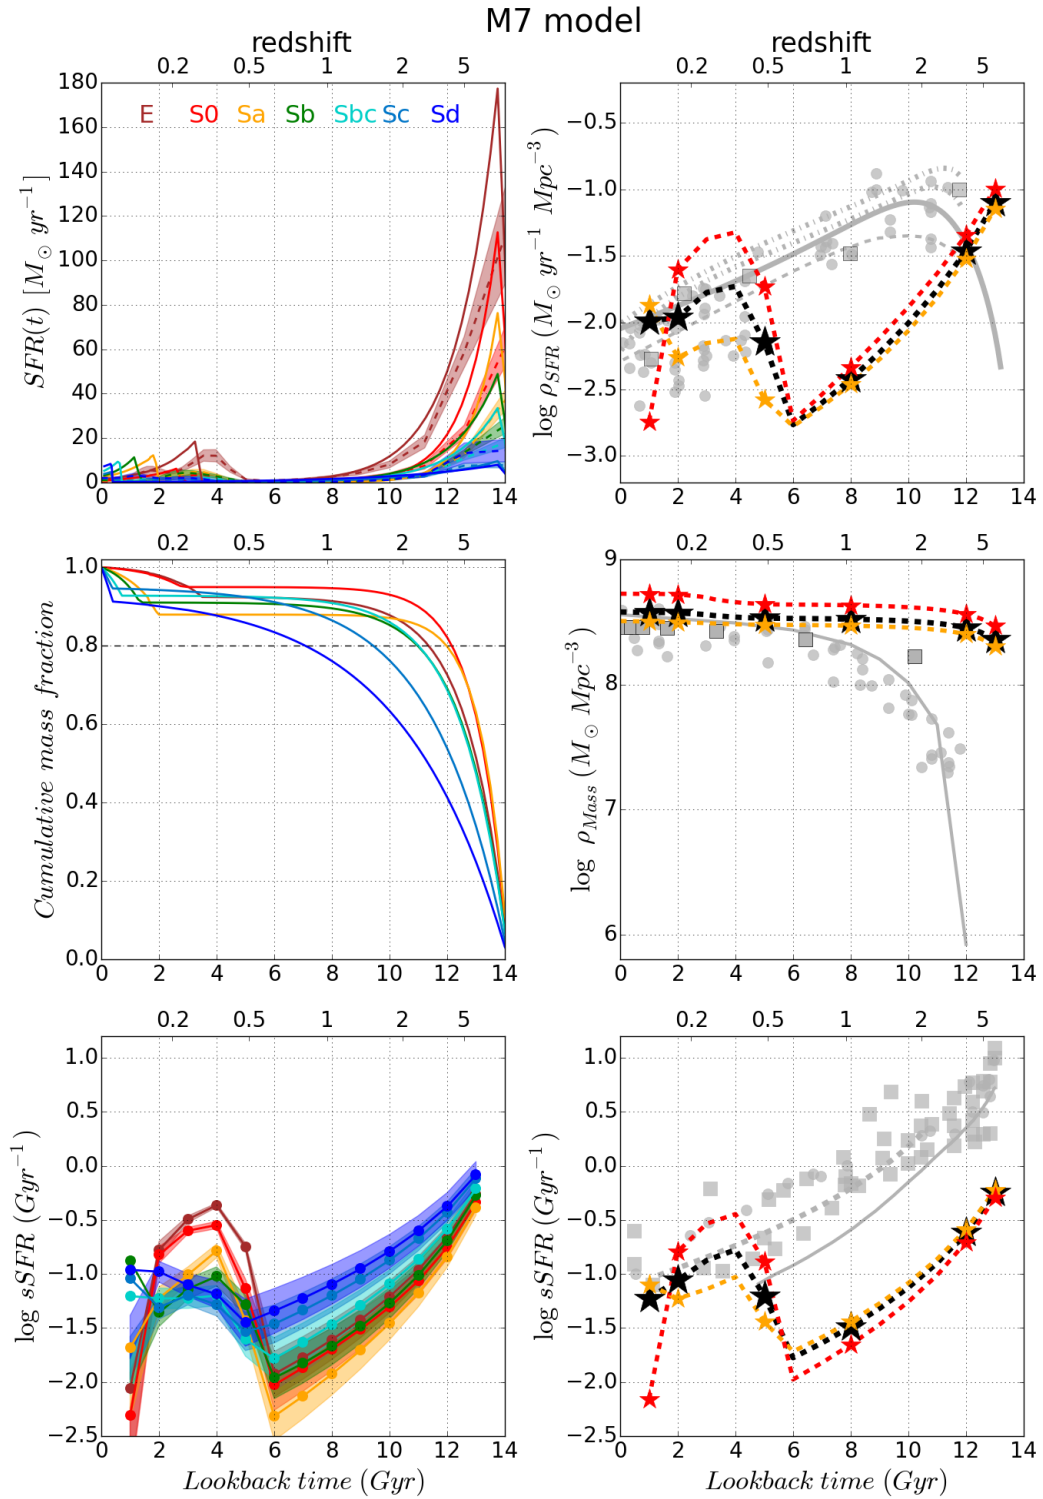 M7 model
redshift
redshift
0.2 0.5 1 2 5
0.2 0.5 1 2 5
E S0 Sa Sb Sbc Sc Sd
SFR(t) [M⊙ yr⁻¹]
180
160
140
120
100
80
60
40
20
0
0 2 4 6 8 10 12 14
log ρSFR (M⊙ yr⁻¹ Mpc⁻³)
−0.5
−1.0
−1.5
−2.0
−2.5
−3.0
0 2 4 6 8 10 12 14
0.2 0.5 1 2 5
Cumulative mass fraction
1.0
0.8
0.6
0.4
0.2
0.0
0 2 4 6 8 10 12 14
0.2 0.5 1 2 5
log ρMass (M⊙ Mpc⁻³)
9
8
7
6
0 2 4 6 8 10 12 14
0.2 0.5 1 2 5
log sSFR (Gyr⁻¹)
1.0
0.5
0.0
−0.5
−1.0
−1.5
−2.0
−2.5
0 2 4 6 8 10 12 14
Lookback time (Gyr)
0.2 0.5 1 2 5
log sSFR (Gyr⁻¹)
1.0
0.5
0.0
−0.5
−1.0
−1.5
−2.0
−2.5
0 2 4 6 8 10 12 14
Lookback time (Gyr)